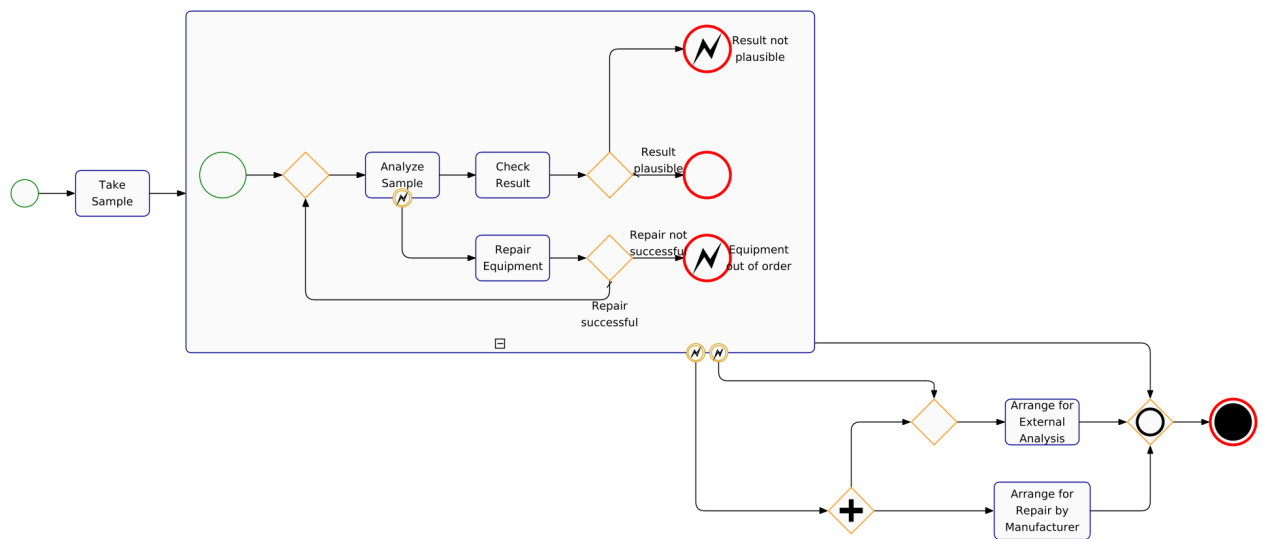 Result not
plausible
Take
Sample
Analyze
Sample
Check
Result
Result
plausible
Repair
Equipment
Repair not
successful
Equipment
out of order
Repair
successful
Arrange for
External
Analysis
Arrange for
Repair by
Manufacturer